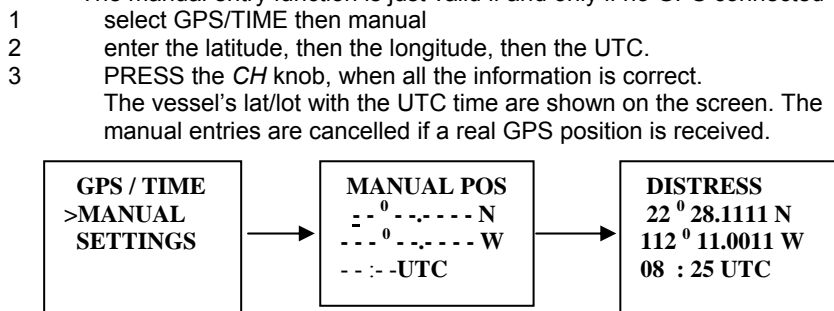 The manual entry function is just valid if and only if no GPS connected
1 select GPS/TIME then manual
2 enter the latitude, then the longitude, then the UTC.
3 PRESS the CH knob, when all the information is correct.
The vessel's lat/lot with the UTC time are shown on the screen. The
manual entries are cancelled if a real GPS position is received.
GPS / TIME
>MANUAL
SETTINGS
MANUAL POS
- - ⁰ - -.- - - - N
- - - ⁰ - -.- - - - W
- - :- -UTC
DISTRESS
22 ⁰ 28.1111 N
112 ⁰ 11.0011 W
08 : 25 UTC